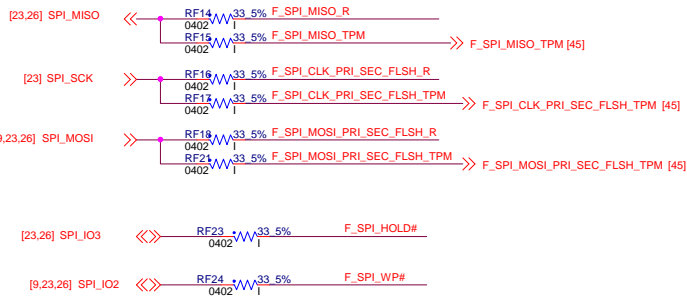 [23,26] SPI_MISO RF14 33_5% F_SPI_MISO_R
0402 I
RF15 33_5% F_SPI_MISO_TPM F_SPI_MISO_TPM [45]
0402 I
[23] SPI_SCK RF16 33_5% F_SPI_CLK_PRI_SEC_FLSH_R
0402 I
RF17 33_5% F_SPI_CLK_PRI_SEC_FLSH_TPM F_SPI_CLK_PRI_SEC_FLSH_TPM [45]
0402 I
,23,26] SPI_MOSI RF18 33_5% F_SPI_MOSI_PRI_SEC_FLSH_R
0402 I
RF21 33_5% F_SPI_MOSI_PRI_SEC_FLSH_TPM F_SPI_MOSI_PRI_SEC_FLSH_TPM [45]
0402 I
[23,26] SPI_IO3 RF23 33_5% F_SPI_HOLD#
0402 I
[9,23,26] SPI_IO2 RF24 33_5% F_SPI_WP#
0402 I